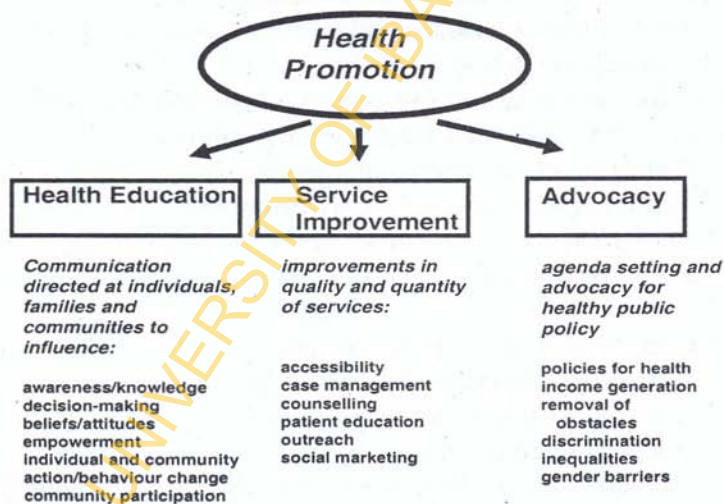 Health
Promotion
Health Education
Service
Improvement
Advocacy
Communication
directed at individuals,
families and
communities to
influence:
awareness/knowledge
decision-making
beliefs/attitudes
empowerment
individual and community
action/behaviour change
community participation
improvements in
quality and quantity
of services:
accessibility
case management
counselling
patient education
outreach
social marketing
agenda setting and
advocacy for
healthy public
policy
policies for health
income generation
removal of
obstacles
discrimination
inequalities
gender barriers
UNIVERSITY OF IBA